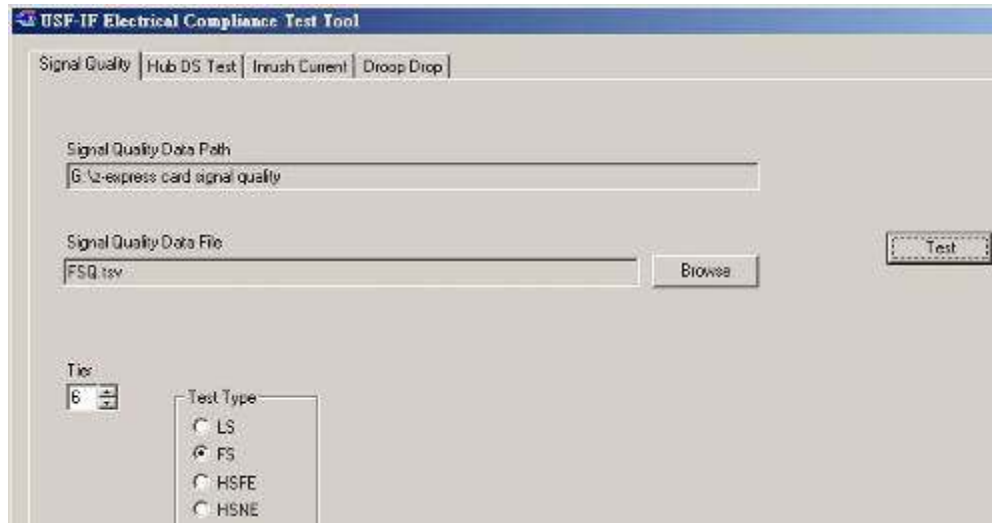 USF-IF Electrical Compliance Test Tool
Signal Quality Hub DS Test Inrush Current Droop Drop
Signal Quality Data Path
G:\z-express card signal quality
Signal Quality Data File
FSQ.tsv
Browse
Test
Tier
6
Test Type
LS
FS
HSFE
HSNE